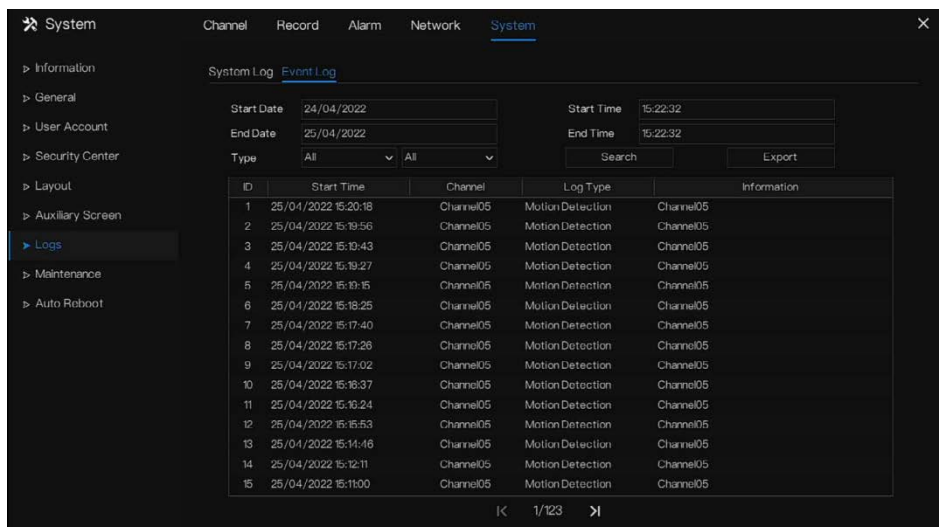 System
Channel Record Alarm Network System
Information
General
User Account
Security Center
Layout
Auxiliary Screen
Logs
Maintenance
Auto Reboot
System Log Event Log
Start Date 24/04/2022 Start Time 15:22:32
End Date 25/04/2022 End Time 15:22:32
Type All All Search Export
ID Start Time Channel Log Type Information
1 25/04/2022 15:20:18 Channel05 Motion Detection Channel05
2 25/04/2022 15:19:56 Channel05 Motion Detection Channel05
3 25/04/2022 15:19:43 Channel05 Motion Detection Channel05
4 25/04/2022 15:19:27 Channel05 Motion Detection Channel05
5 25/04/2022 15:19:15 Channel05 Motion Detection Channel05
6 25/04/2022 15:18:25 Channel05 Motion Detection Channel05
7 25/04/2022 15:17:40 Channel05 Motion Detection Channel05
8 25/04/2022 15:17:26 Channel05 Motion Detection Channel05
9 25/04/2022 15:17:02 Channel05 Motion Detection Channel05
10 25/04/2022 15:16:37 Channel05 Motion Detection Channel05
11 25/04/2022 15:16:24 Channel05 Motion Detection Channel05
12 25/04/2022 15:15:53 Channel05 Motion Detection Channel05
13 25/04/2022 15:14:46 Channel05 Motion Detection Channel05
14 25/04/2022 15:12:11 Channel05 Motion Detection Channel05
15 25/04/2022 15:11:00 Channel05 Motion Detection Channel05
1/123